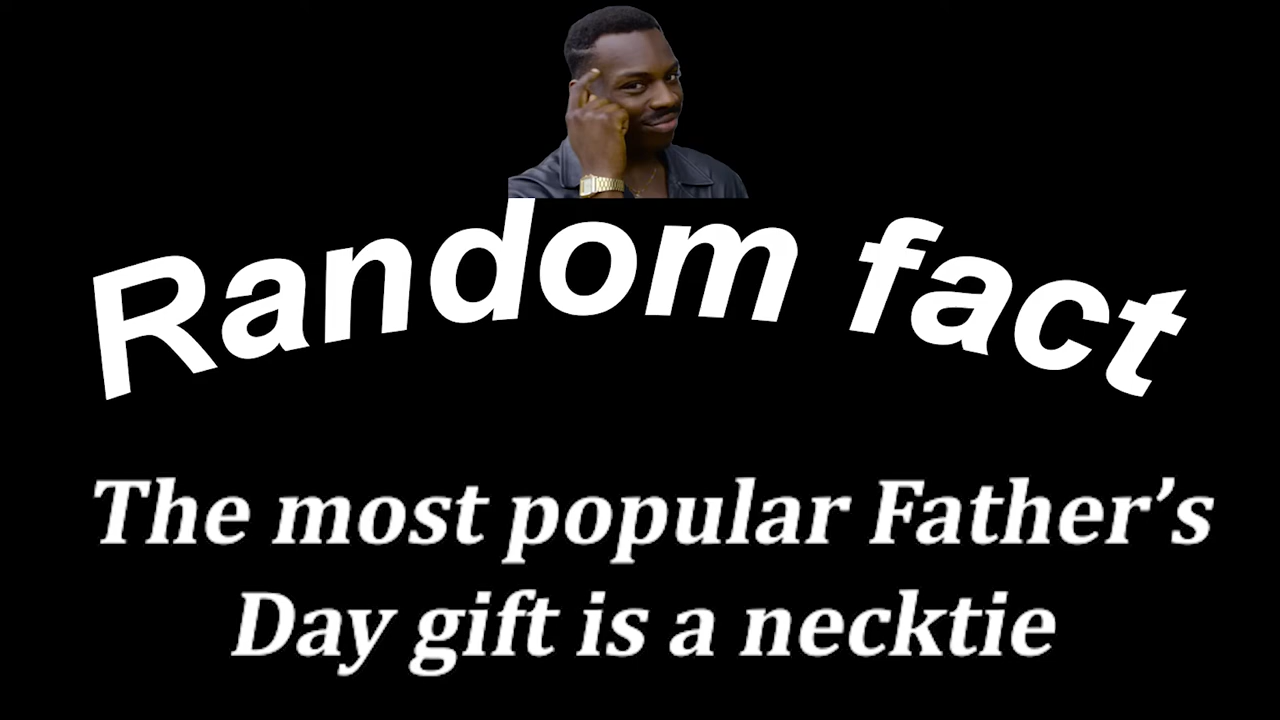 Random fact
The most popular Father’s
Day gift is a necktie